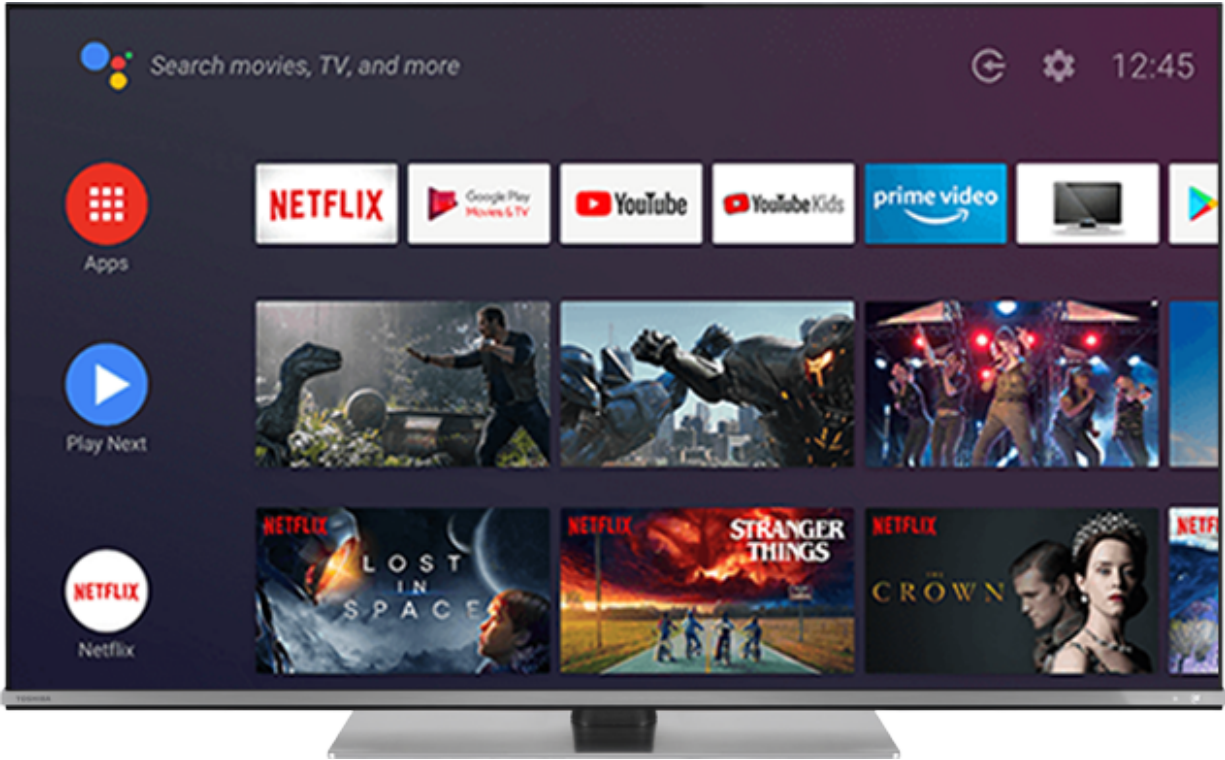 Search movies, TV, and more
12:45
NETFLIX
Google Play
Movies & TV
YouTube
YouTube Kids
prime video
Apps
Play Next
NETFLIX
LOST
IN
SPACE
NETFLIX
STRANGER
THINGS
NETFLIX
THE
CROWN
NETF
NETFLIX
Netflix
TOSHIBA